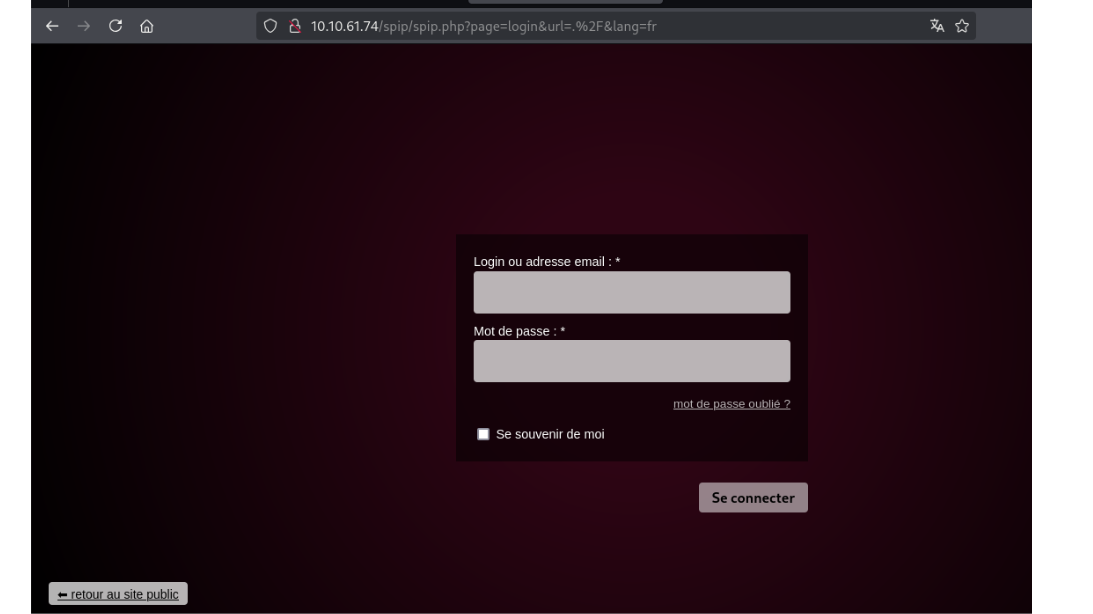 10.10.61.74/spip/spip.php?page=login&url=.%2F&lang=fr
Login ou adresse email : *
Mot de passe : *
mot de passe oublié ?
Se souvenir de moi
Se connecter
⬅ retour au site public